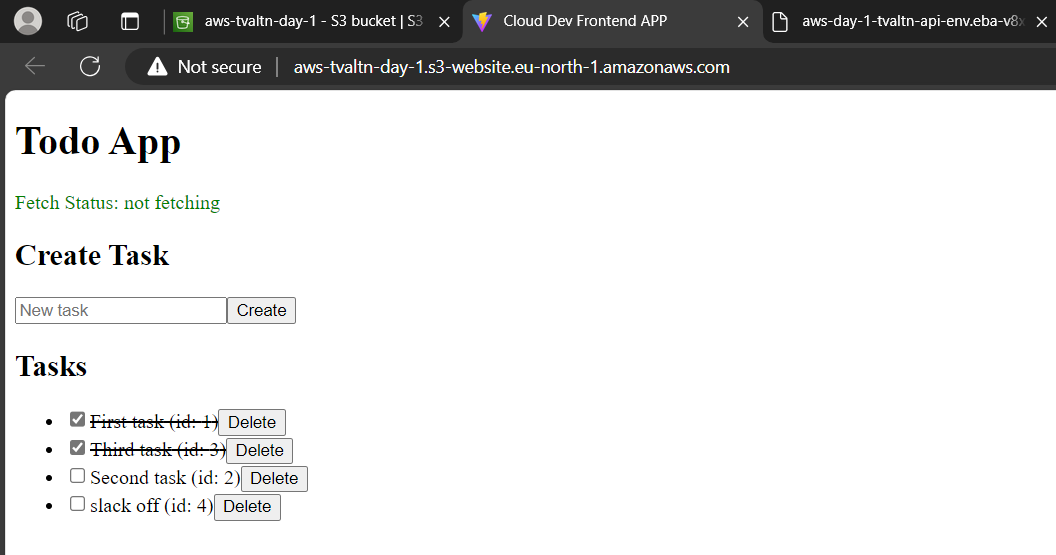 aws-tvaltn-day-1 - S3 bucket | S3
Cloud Dev Frontend APP
aws-day-1-tvaltn-api-env.eba-v8x
Not secure
aws-tvaltn-day-1.s3-website.eu-north-1.amazonaws.com
Todo App
Fetch Status: not fetching
Create Task
New task Create
Tasks
First task (id: 1) Delete
Third task (id: 3) Delete
Second task (id: 2) Delete
slack off (id: 4) Delete